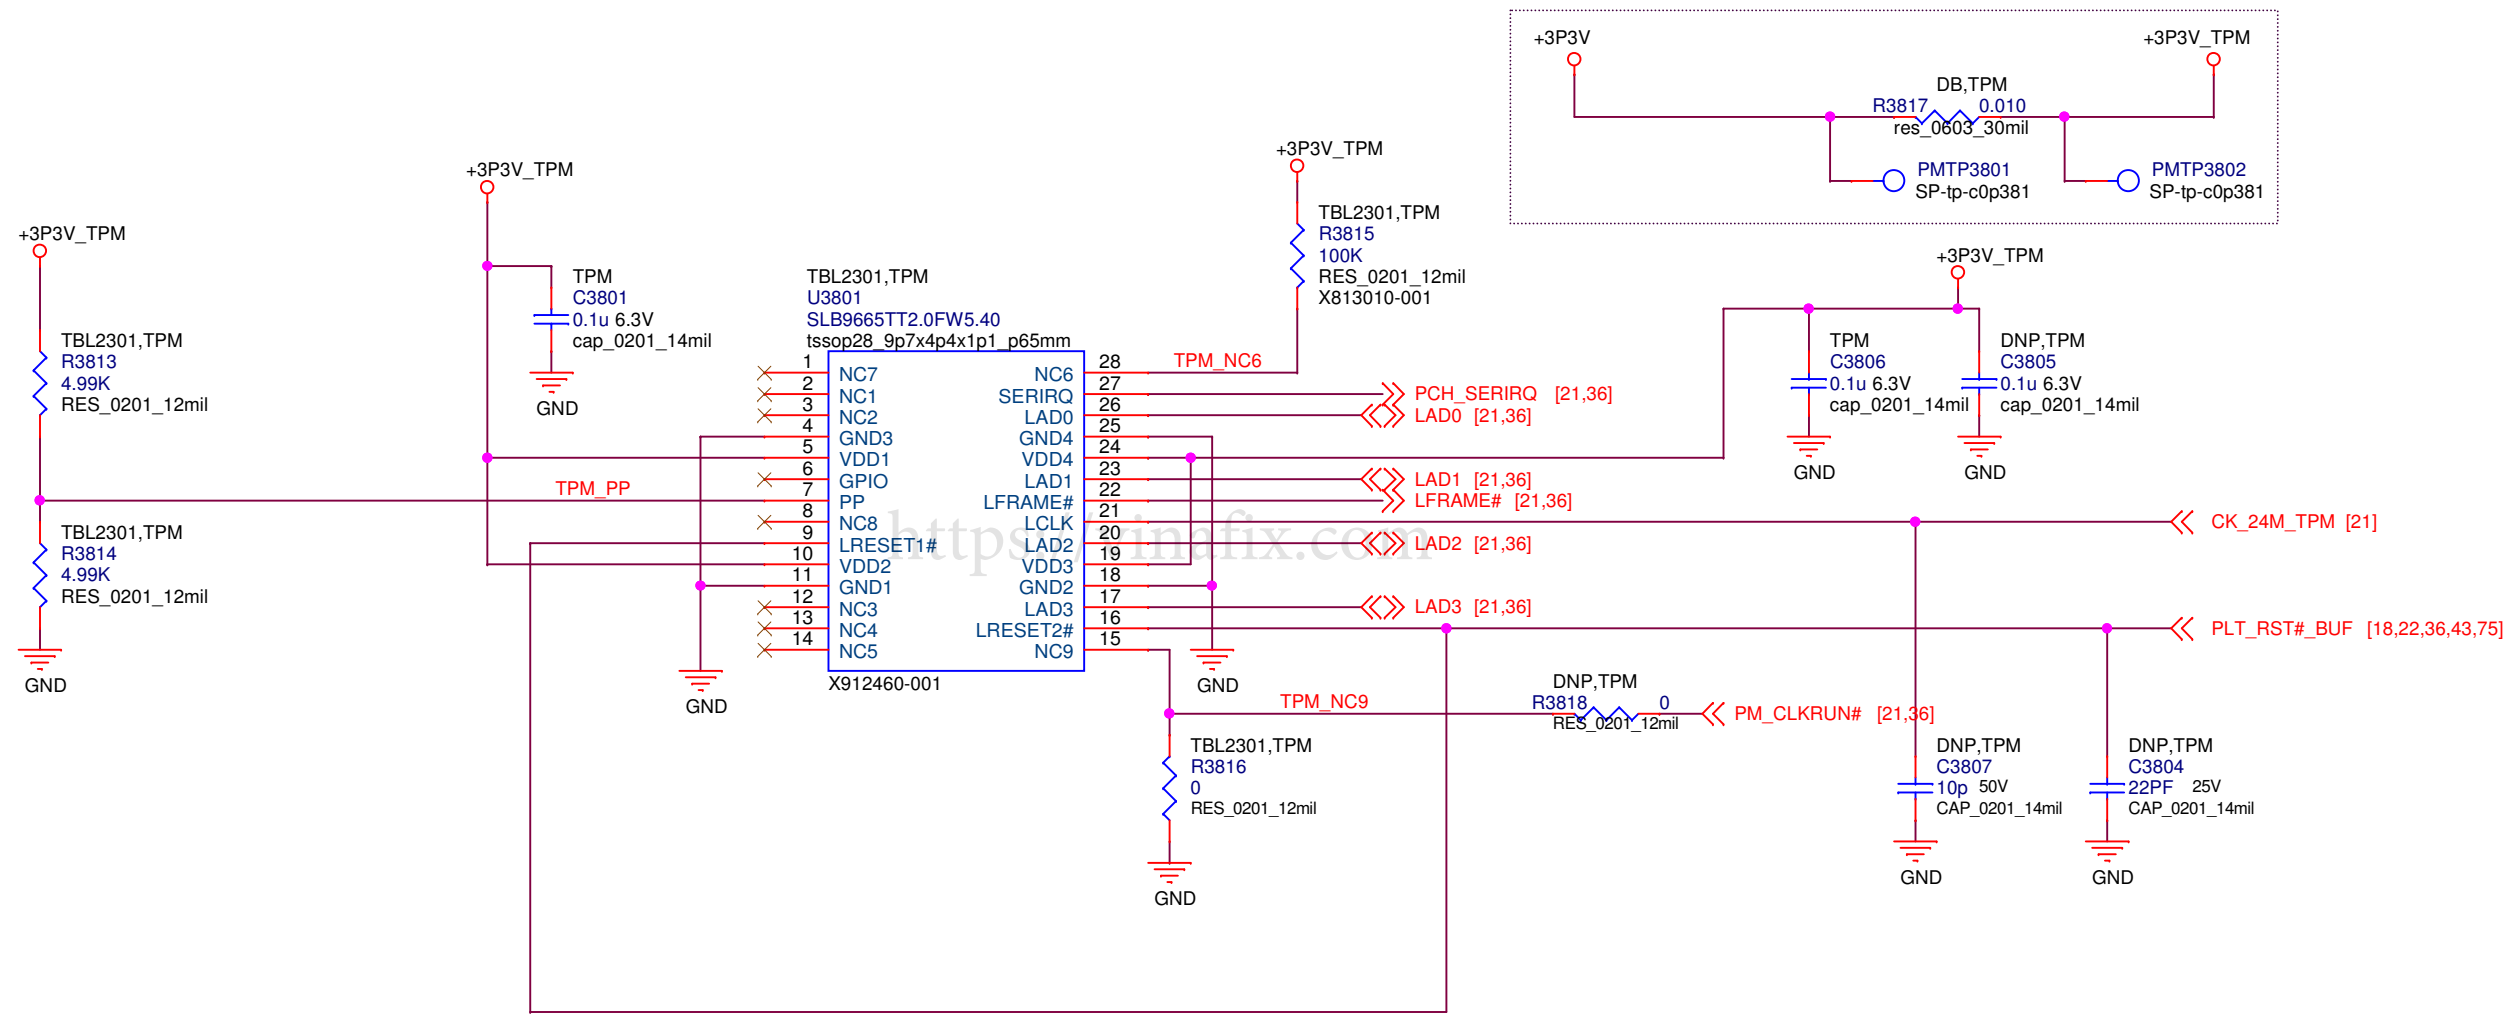 +3P3V
+3P3V_TPM
DB,TPM
R3817
0.010
res_0603_30mil
PMTP3801
SP-tp-c0p381
PMTP3802
SP-tp-c0p381
+3P3V_TPM
TBL2301,TPM
R3813
4.99K
RES_0201_12mil
TPM_PP
TBL2301,TPM
R3814
4.99K
RES_0201_12mil
GND
+3P3V_TPM
TPM
C3801
0.1u 6.3V
cap_0201_14mil
GND
TBL2301,TPM
U3801
SLB9665TT2.0FW5.40
tssop28_9p7x4p4x1p1_p65mm
1 NC7
2 NC1
3 NC2
4 GND3
5 VDD1
6 GPIO
7 PP
8 NC8
9 LRESET1#
10 VDD2
11 GND1
12 NC3
13 NC4
14 NC5
NC6 28
SERIRQ 27
LAD0 26
GND4 25
VDD4 24
LAD1 23
LFRAME# 22
LCLK 21
LAD2 20
VDD3 19
GND2 18
LAD3 17
LRESET2# 16
NC9 15
X912460-001
GND
https://vinafix.com
+3P3V_TPM
TBL2301,TPM
R3815
100K
RES_0201_12mil
X813010-001
TPM_NC6
PCH_SERIRQ [21,36]
LAD0 [21,36]
LAD1 [21,36]
LFRAME# [21,36]
LAD2 [21,36]
LAD3 [21,36]
GND
+3P3V_TPM
TPM
C3806
0.1u 6.3V
cap_0201_14mil
GND
DNP,TPM
C3805
0.1u 6.3V
cap_0201_14mil
GND
CK_24M_TPM [21]
PLT_RST#_BUF [18,22,36,43,75]
TPM_NC9
DNP,TPM
R3818
0
RES_0201_12mil
PM_CLKRUN# [21,36]
TBL2301,TPM
R3816
0
RES_0201_12mil
GND
DNP,TPM
C3807
10p 50V
CAP_0201_14mil
GND
DNP,TPM
C3804
22PF 25V
CAP_0201_14mil
GND